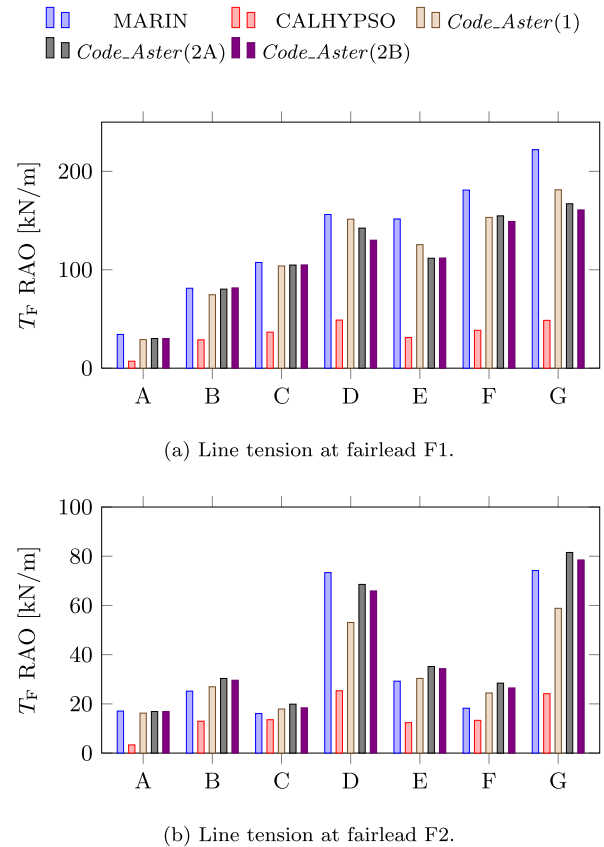 MARIN CALHYPSO Code_Aster(1)
Code_Aster(2A) Code_Aster(2B)
200
100
0
T_F RAO [kN/m]
A B C D E F G
(a) Line tension at fairlead F1.
100
80
60
40
20
0
T_F RAO [kN/m]
A B C D E F G
(b) Line tension at fairlead F2.